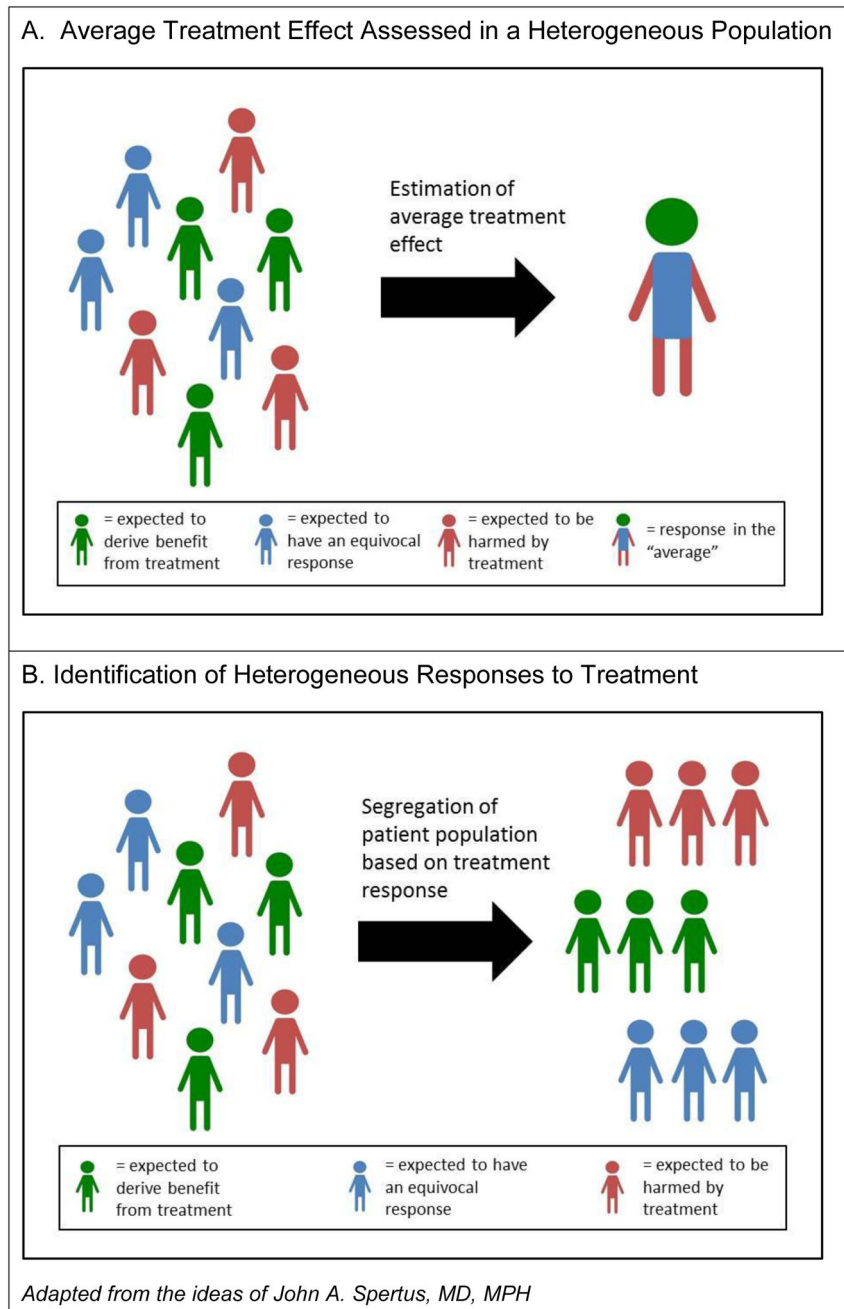 A. Average Treatment Effect Assessed in a Heterogeneous Population
Estimation of
average treatment
effect
= expected to
derive benefit
from treatment
= expected to
have an equivocal
response
= expected to be
harmed by
treatment
= response in the
“average”
B. Identification of Heterogeneous Responses to Treatment
Segregation of
patient population
based on treatment
response
= expected to
derive benefit
from treatment
= expected to have
an equivocal
response
= expected to be
harmed by
treatment
Adapted from the ideas of John A. Spertus, MD, MPH